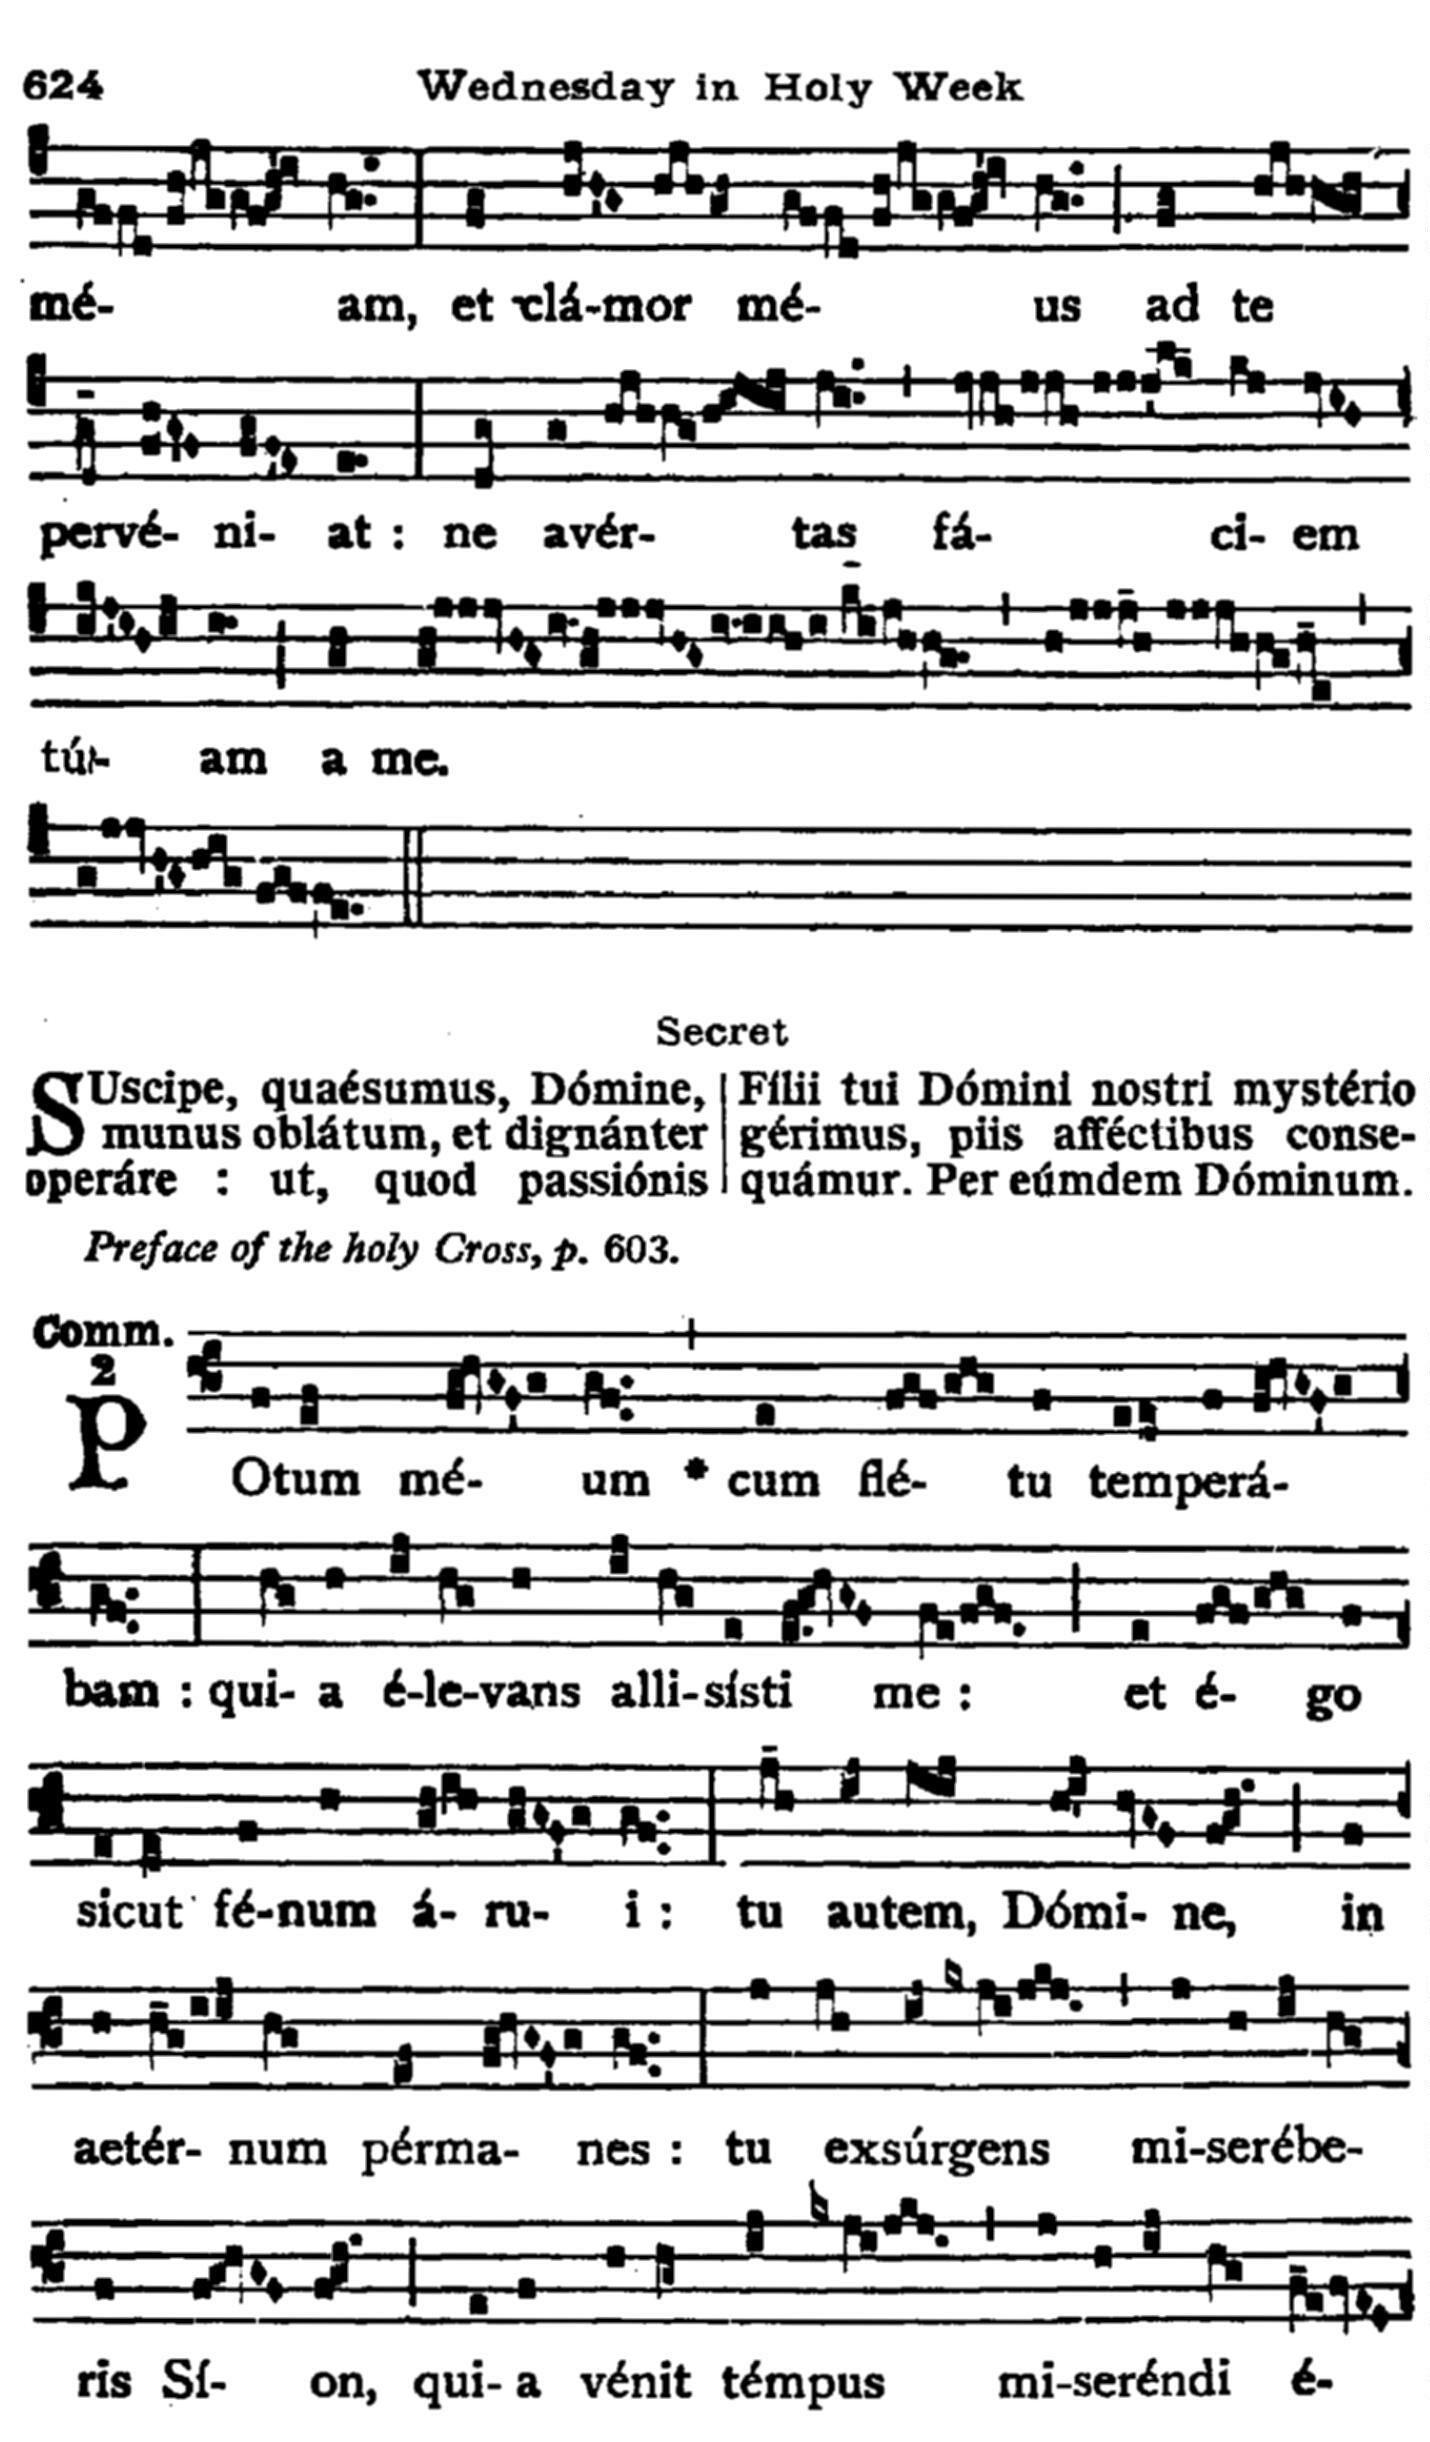 624 Wednesday in Holy Week
mé- am, et clá-mor mé- us ad te
pervé- ni- at : ne avér- tas fá- ci- em
tú- am a me.
Secret
SUscipe, quaésumus, Dómine,
munus oblátum, et dignánter
operáre : ut, quod passiónis
Fílii tui Dómini nostri mystério
gérimus, piis afféctibus conse-
quámur. Per eúmdem Dóminum.
Preface of the holy Cross, p. 603.
Comm.
2
POtum mé- um * cum flé- tu temperá-
bam : qui- a é-le-vans alli-sísti me : et é- go
sicut fé-num á- ru- i : tu autem, Dómi- ne, in
aetér- num pérma- nes : tu exsúrgens mi-serébe-
ris Sí- on, qui- a vénit témpus mi-seréndi é-